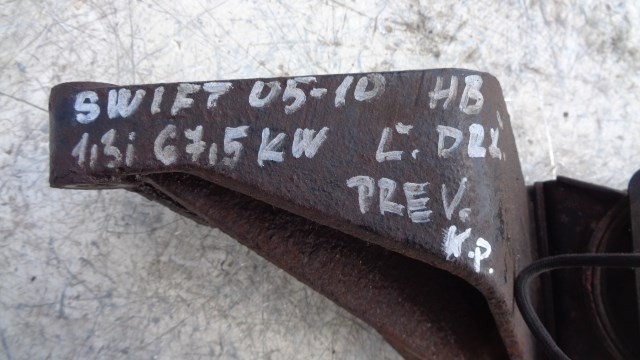 SWIFT 05-10 HB
1,3i 67,5 KW Ľ. DRŽ.
PREV.
K.P.